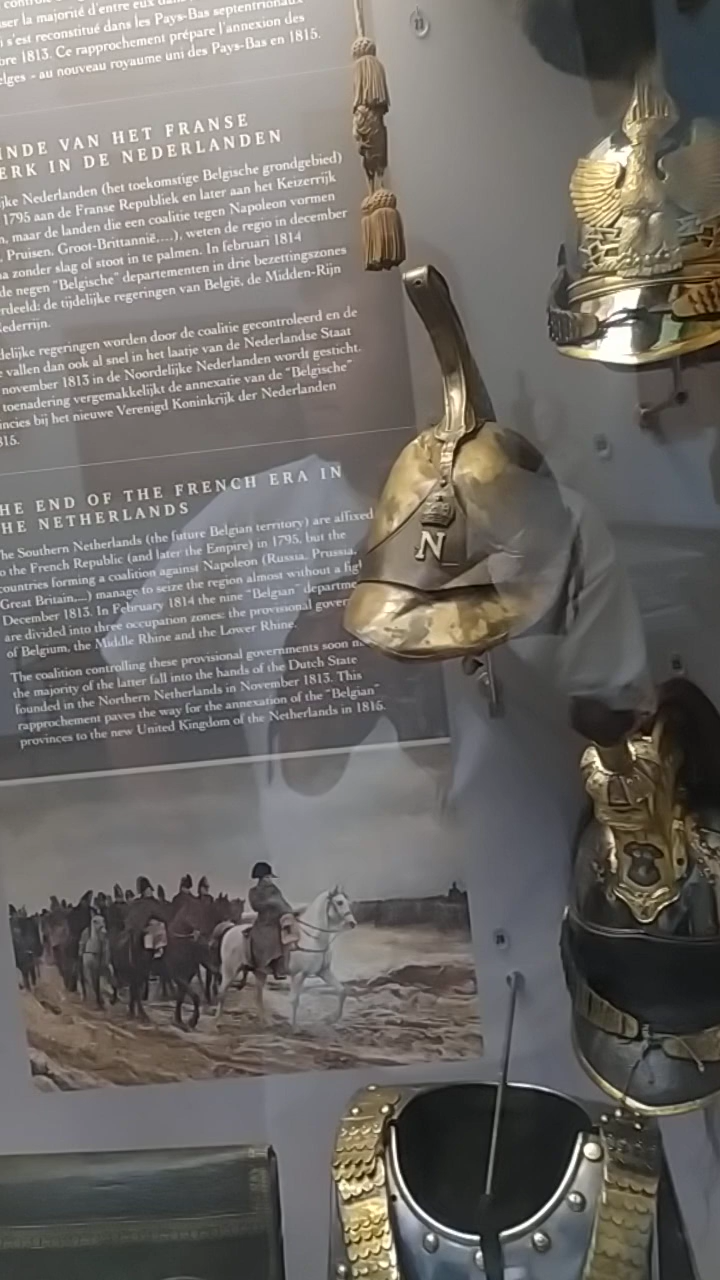 ser la majorité d'entre eux dans
i s'est reconstitué dans les Pays-Bas septentrionaux
bre 1813. Ce rapprochement prépare l'annexion des
elges - au nouveau royaume uni des Pays-Bas en 1815.
INDE VAN HET FRANSE
ERK IN DE NEDERLANDEN
ijke Nederlanden (het toekomstige Belgische grondgebied)
1795 aan de Franse Republiek en later aan het Keizerrijk
n, maar de landen die een coalitie tegen Napoleon vormen
, Pruisen, Groot-Brittannië,...), weten de regio in december
na zonder slag of stoot in te palmen. In februari 1814
de negen "Belgische" departementen in drie bezettingszones
rdeeld: de tijdelijke regeringen van België, de Midden-Rijn
ederrijn.
delijke regeringen worden door de coalitie gecontroleerd en de
e vallen dan ook al snel in het laatje van de Nederlandse Staat
november 1813 in de Noordelijke Nederlanden wordt gesticht.
toenadering vergemakkelijkt de annexatie van de "Belgische"
incies bij het nieuwe Verenigd Koninkrijk der Nederlanden
815.
HE END OF THE FRENCH ERA IN
HE NETHERLANDS
he Southern Netherlands (the future Belgian territory) are affixed
o the French Republic (and later the Empire) in 1795, but the
countries forming a coalition against Napoleon (Russia, Prussia,
Great Britain,...) manage to seize the region almost without a figh
December 1813. In February 1814 the nine "Belgian" departme
are divided into three occupation zones: the provisional gover
of Belgium, the Middle Rhine and the Lower Rhine.
The coalition controlling these provisional governments soon m
the majority of the latter fall into the hands of the Dutch State
founded in the Northern Netherlands in November 1813. This
rapprochement paves the way for the annexation of the "Belgian"
provinces to the new United Kingdom of the Netherlands in 1815.
N